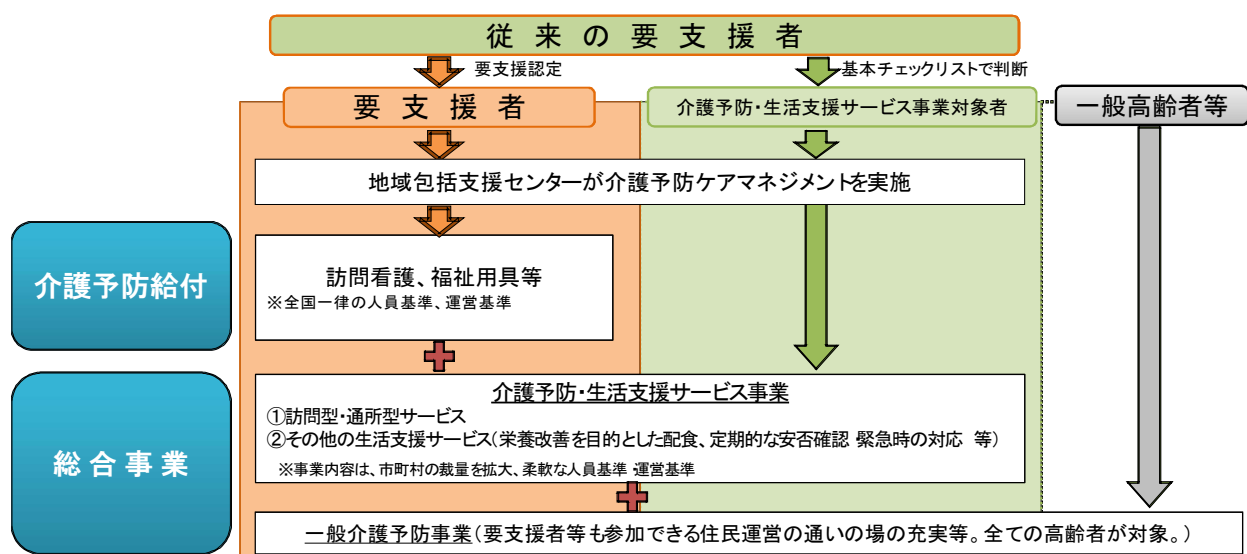 従来の要支援者
要支援認定
基本チェックリストで判断
要支援者
介護予防・生活支援サービス事業対象者
一般高齢者等
地域包括支援センターが介護予防ケアマネジメントを実施
介護予防給付
訪問看護、福祉用具等
※全国一律の人員基準、運営基準
総合事業
介護予防・生活支援サービス事業
①訪問型・通所型サービス
②その他の生活支援サービス(栄養改善を目的とした配食、定期的な安否確認・緊急時の対応 等)
※事業内容は、市町村の裁量を拡大、柔軟な人員基準・運営基準
一般介護予防事業(要支援者等も参加できる住民運営の通いの場の充実等。全ての高齢者が対象。)